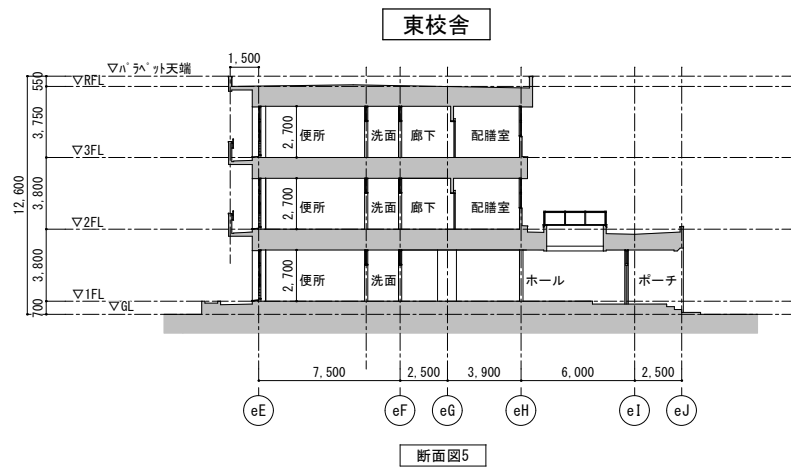 東校舎
▽パラペット天端
1,500
▽RFL
550
3,750
2,700
便所
洗面
廊下
配膳室
▽3FL
12,600
3,800
2,700
便所
洗面
廊下
配膳室
▽2FL
3,800
2,700
便所
洗面
ホール
ポーチ
▽1FL
▽GL
700
7,500
2,500
3,900
6,000
2,500
eE
eF
eG
eH
eI
eJ
断面図5